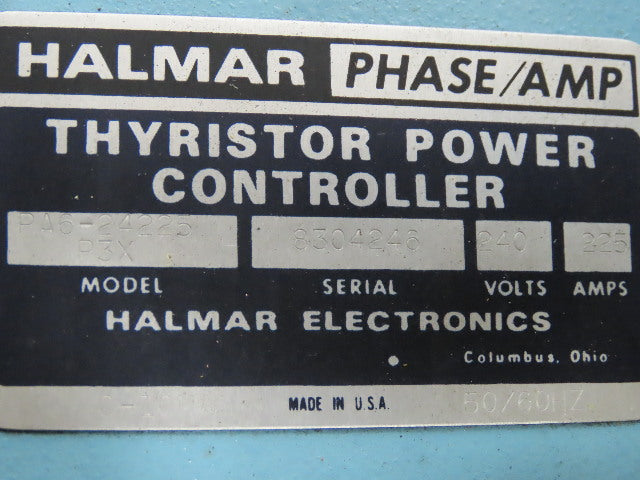 HALMAR PHASE/AMP
THYRISTOR POWER
CONTROLLER
PA6-24225 8304246 240 225
P3X
MODEL SERIAL VOLTS AMPS
HALMAR ELECTRONICS
Columbus, Ohio
MADE IN U.S.A. 50/60HZ